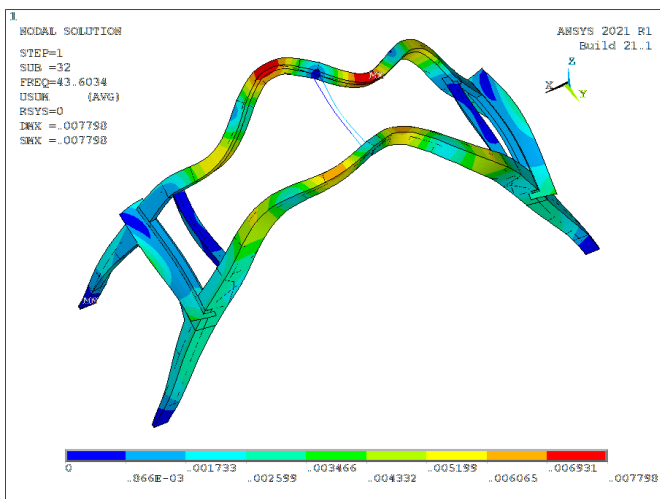 1
NODAL SOLUTION
STEP=1
SUB =32
FREQ=43.6034
USUM (AVG)
RSYS=0
DMX =.007798
SMX =.007798
ANSYS 2021 R1
Build 21.1
Z
X
Y
MX
MN
0
.866E-03
.001733
.002599
.003466
.004332
.005199
.006065
.006931
.007798